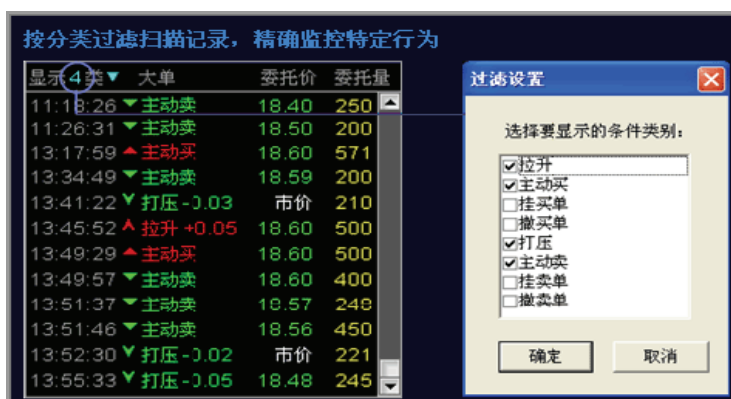 按分类过滤扫描记录，精确监控特定行为
显示4类▼ 大单 委托价 委托量
11:18:26 ▼主动卖 18.40 250
11:26:31 ▼主动卖 18.50 200
13:17:59 ▲主动买 18.60 571
13:34:49 ▼主动卖 18.59 200
13:41:22 打压-0.03 市价 210
13:45:52 拉升+0.05 18.60 500
13:49:29 ▲主动买 18.60 500
13:49:57 ▼主动卖 18.60 400
13:51:37 ▼主动卖 18.57 248
13:51:46 ▼主动卖 18.56 450
13:52:30 打压-0.02 市价 221
13:55:33 打压-0.05 18.48 245
过滤设置
选择要显示的条件类别：
拉升
主动买
挂买单
撤买单
打压
主动卖
挂卖单
撤卖单
确定 取消